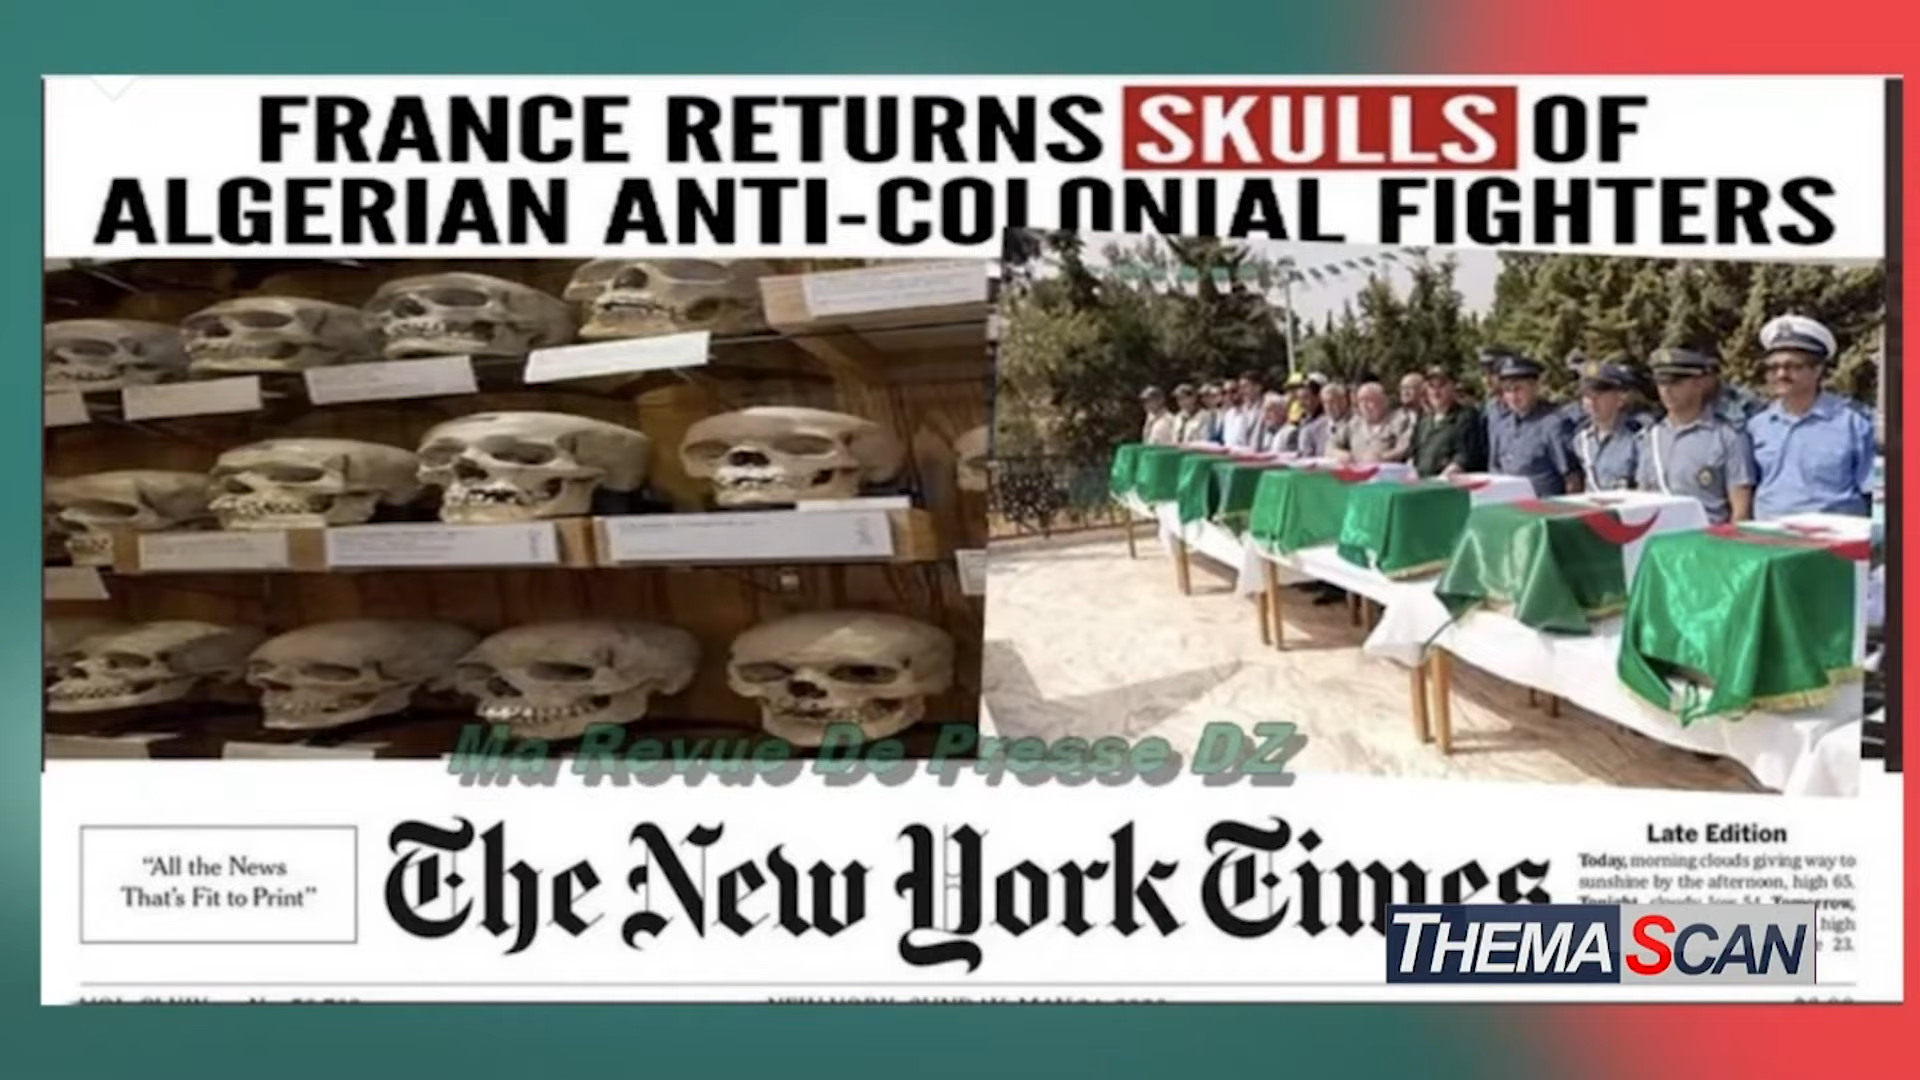 FRANCE RETURNS SKULLS OF
ALGERIAN ANTI-COLONIAL FIGHTERS
Ma Revue De Presse DZ
"All the News
That's Fit to Print"
The New York Times
Late Edition
Today, morning clouds giving way to
sunshine by the afternoon, high 65.
high
23.
THEMA SCAN